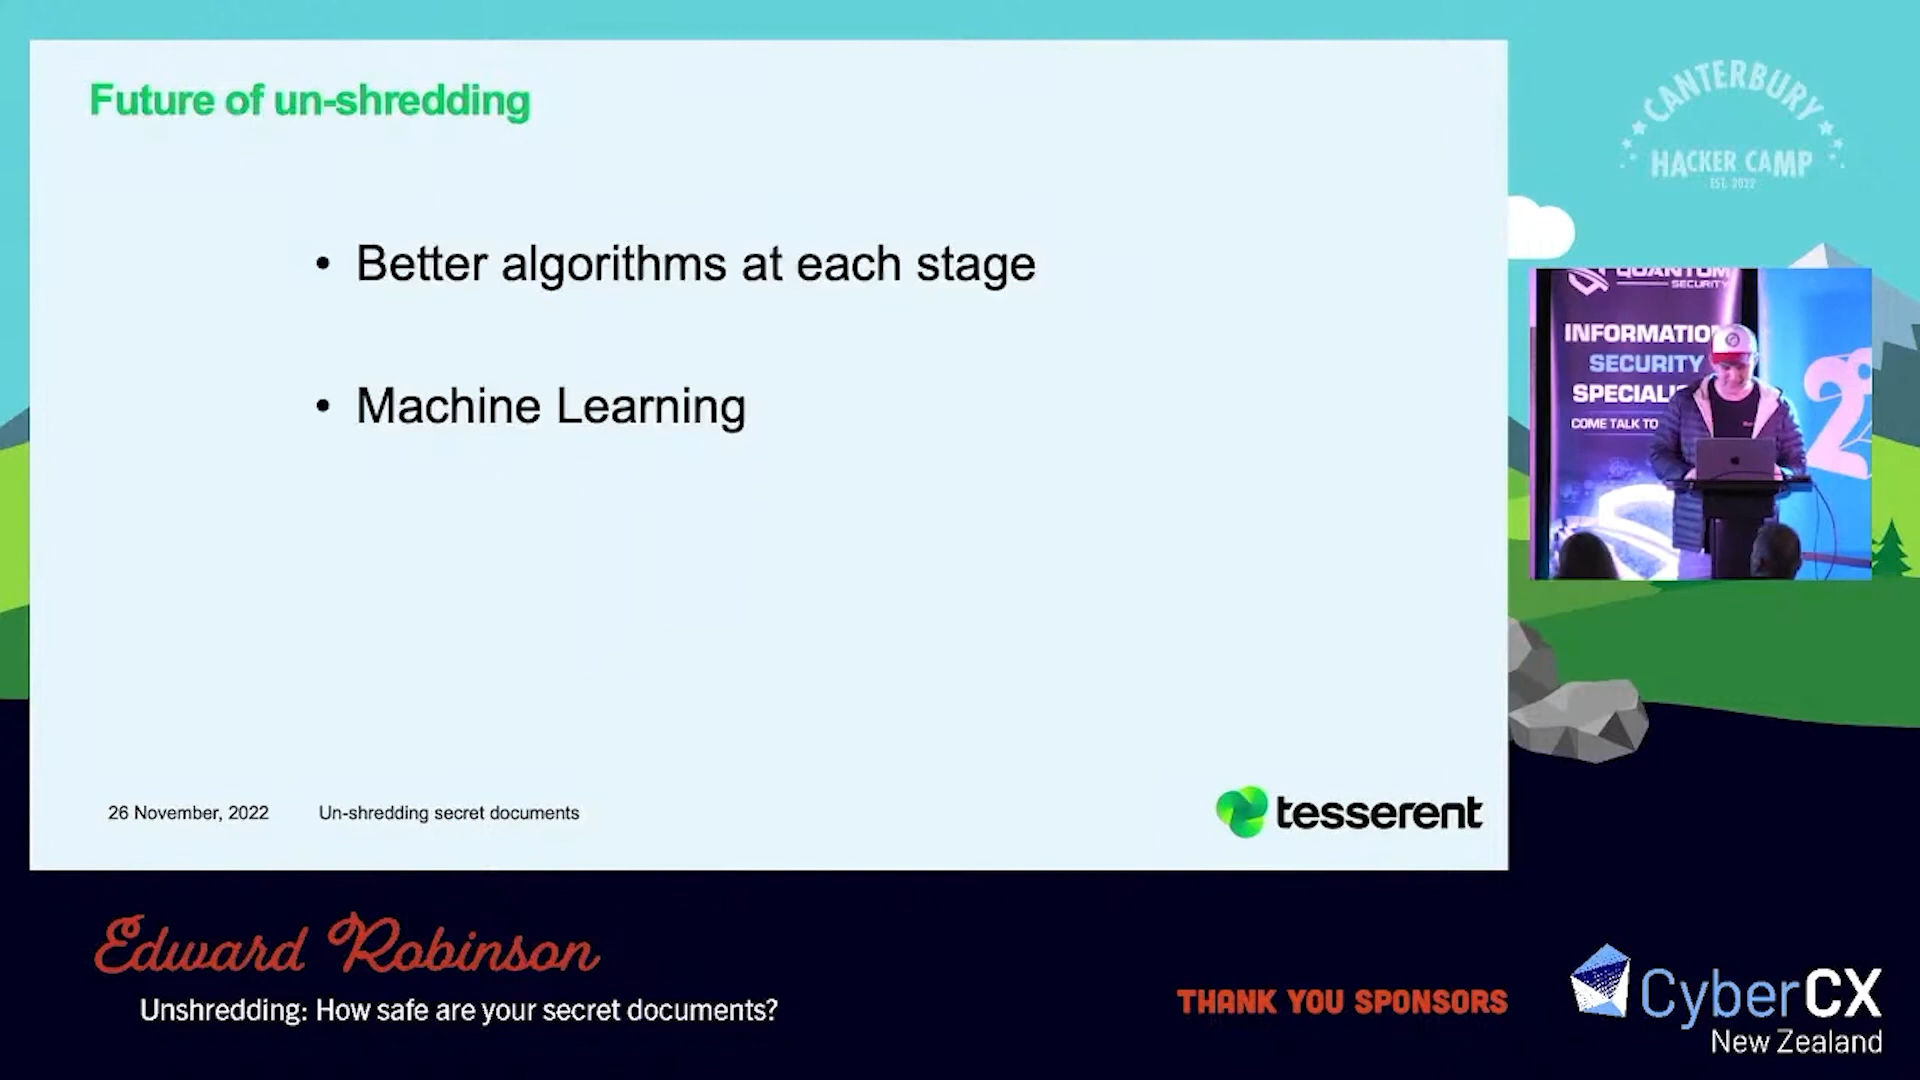 Future of un-shredding
• Better algorithms at each stage
• Machine Learning
26 November, 2022
Un-shredding secret documents
tesserent
CANTERBURY
HACKER CAMP
EST. 2022
QUANTUM
SECURITY
INFORMATIO
SECURITY
SPECIALI
COME TALK TO
Edward Robinson
Unshredding: How safe are your secret documents?
THANK YOU SPONSORS
CyberCX
New Zealand